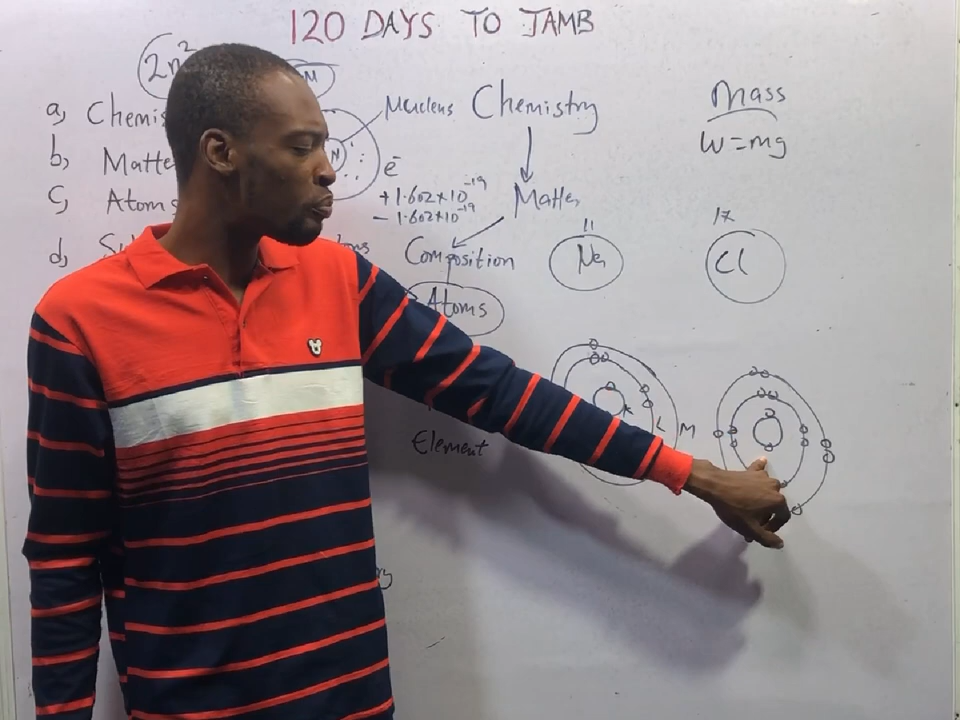 120 DAYS TO JAMB
2n²
M
a, Chemis
Nucleus
Chemistry
Mass
W=mg
b, Matte
N
ē
c, Atoms
+1.602×10⁻¹⁹
-1.602×10⁻¹⁹
Matter
d,
Composition
11
Na
17
Cl
Atoms
K L M
Element